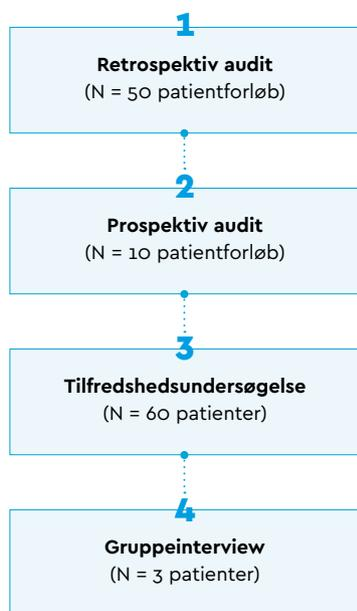 1
Retrospektiv audit
(N = 50 patientforløb)
2
Prospektiv audit
(N = 10 patientforløb)
3
Tilfredshedsundersøgelse
(N = 60 patienter)
4
Gruppeinterview
(N = 3 patienter)